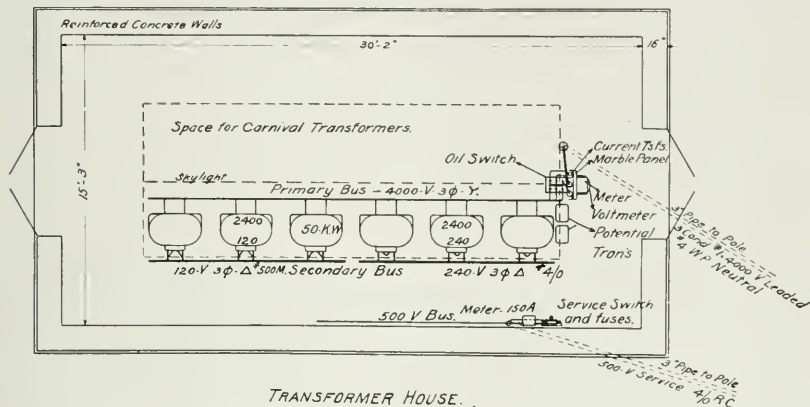 Reinforced Concrete Walls
30'-2"
16"
15'-3"
Space for Carnival Transformers.
Current Tsfs.
Marble Panel
Oil Switch
Skylight
Meter
Primary Bus - 4000-V-3φ-Y.
Voltmeter
2400
120
50-K.W.
2400
240
Potential
Tran's
120-V 3φ-Δ #500M. Secondary Bus
240-V 3φ Δ # 4/0
3" Pipe to Pole
3 Cond #1-4000 V Leaded
#4 W P Neutral
500 V Bus.
Meter-150A
Service Switch
and fuses.
3" Pipe to Pole
500-V Service 4/0 R C
TRANSFORMER HOUSE.